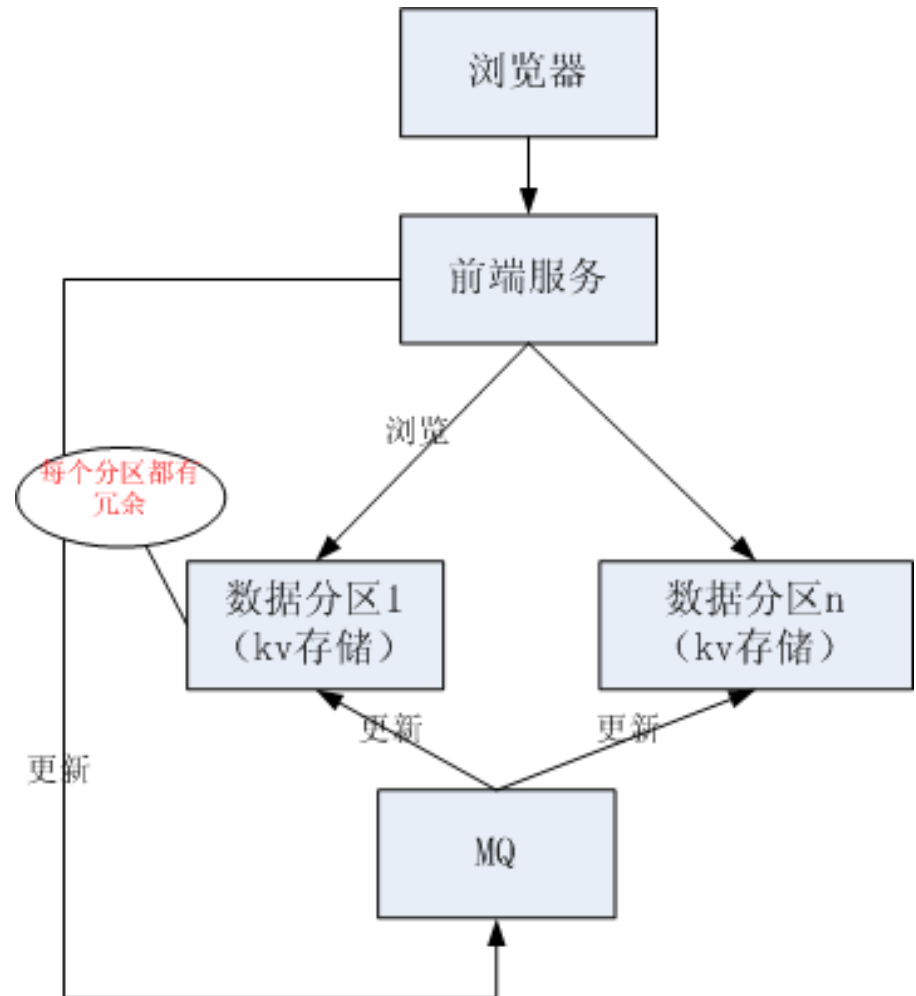 浏览器
前端服务
浏览
每个分区都有
冗余
数据分区1
（kv存储）
数据分区n
（kv存储）
更新
更新
更新
MQ